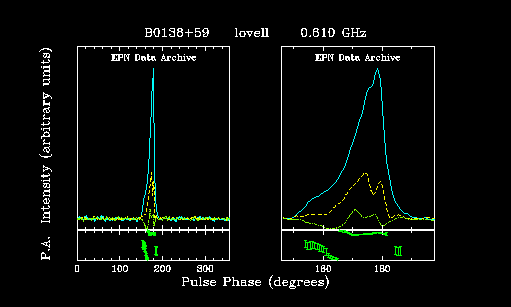 B0138+59 lovell 0.610 GHz
EPN Data Archive EPN Data Archive
P.A. Intensity (arbitrary units)
0 100 200 300 160 180
Pulse Phase (degrees)